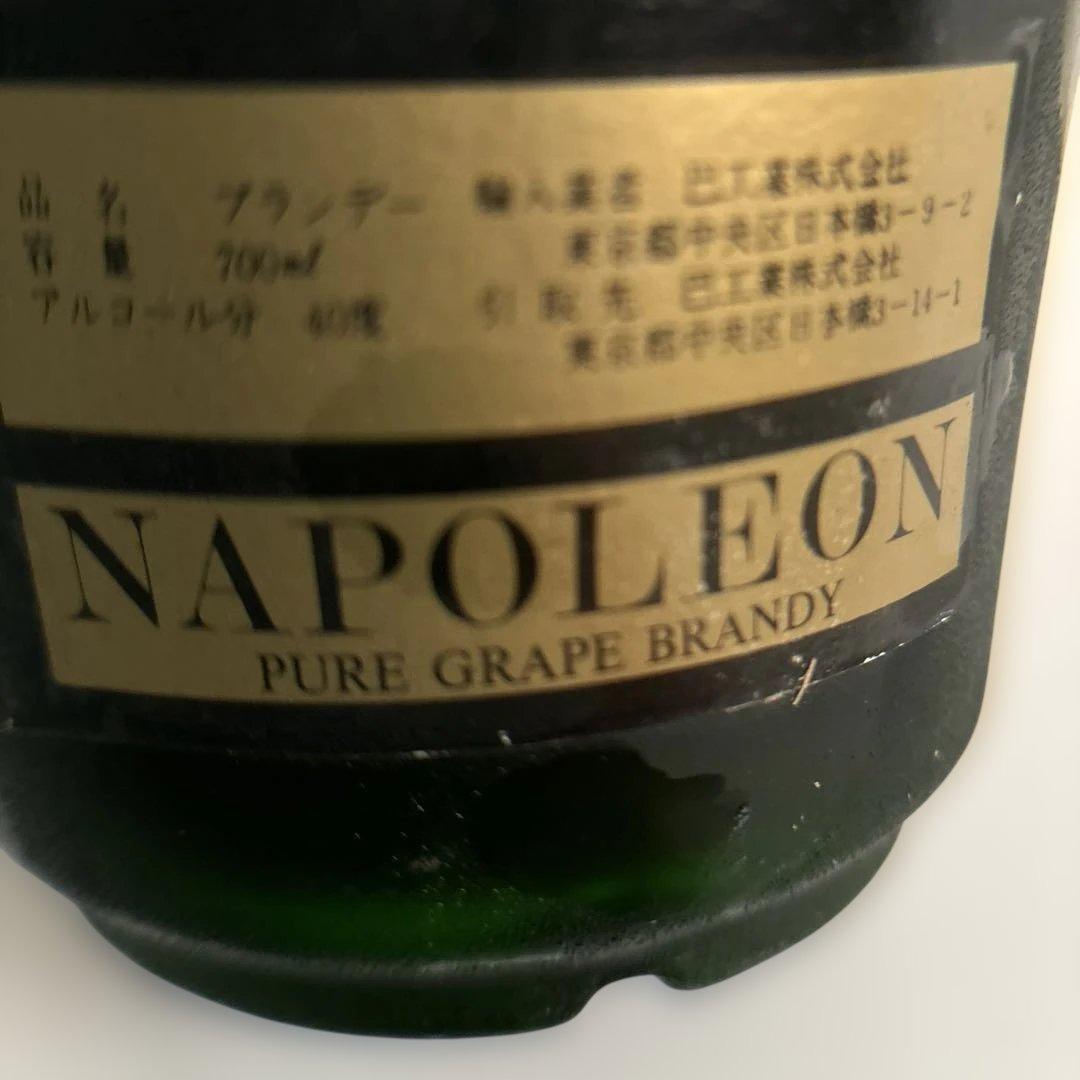 品名 ブランデー
容量 700ml
アルコール分 40度
輸入業者 巴工業株式会社
東京都中央区日本橋3-9-2
引取先 巴工業株式会社
東京都中央区日本橋3-14-1
NAPOLEON
PURE GRAPE BRANDY